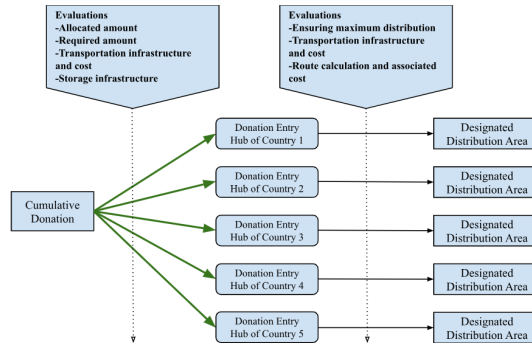 Evaluations
-Allocated amount
-Required amount
-Transportation infrastructure
and cost
-Storage infrastructure
Evaluations
-Ensuring maximum distribution
-Transportation infrastructure
and cost
-Route calculation and associated
cost
Cumulative
Donation
Donation Entry
Hub of Country 1
Designated
Distribution Area
Donation Entry
Hub of Country 2
Designated
Distribution Area
Donation Entry
Hub of Country 3
Designated
Distribution Area
Donation Entry
Hub of Country 4
Designated
Distribution Area
Donation Entry
Hub of Country 5
Designated
Distribution Area